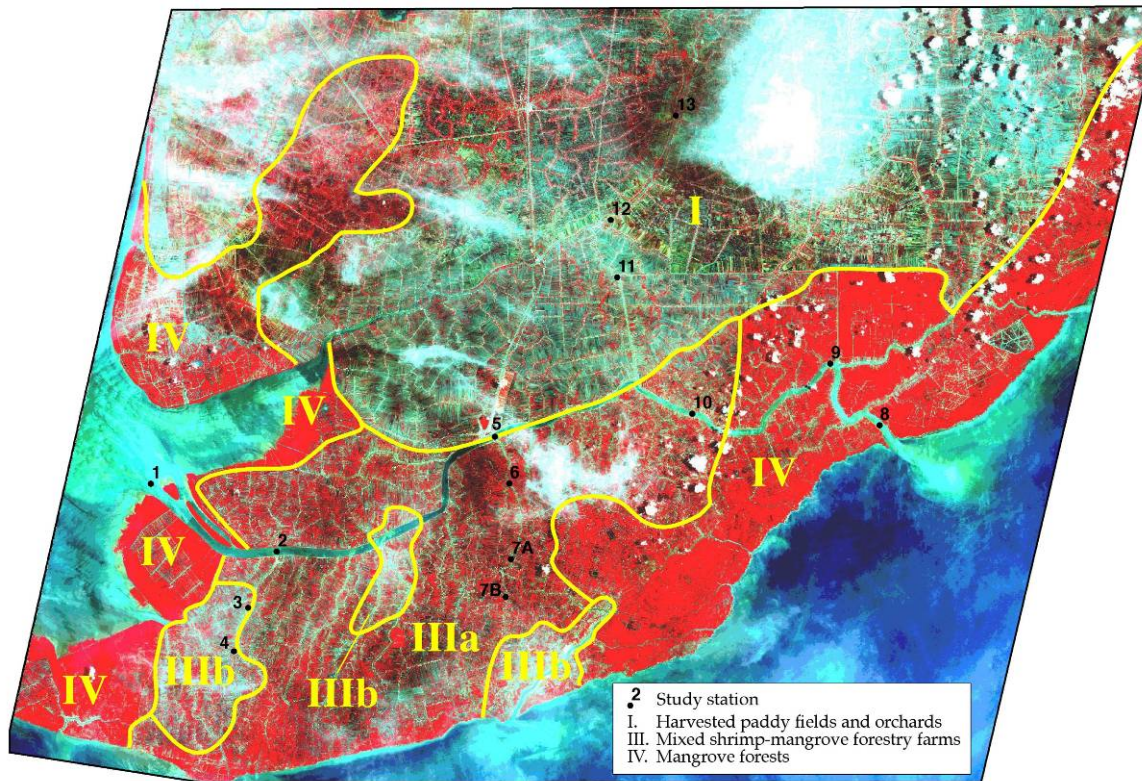 13
12
I
11
IV
9
IV
10
8
5
1
6
IV
IV
2
7A
7B
3
IIIa
4
IIIb
IIIb
IIIb
IV
2 Study station
I. Harvested paddy fields and orchards
III. Mixed shrimp-mangrove forestry farms
IV. Mangrove forests